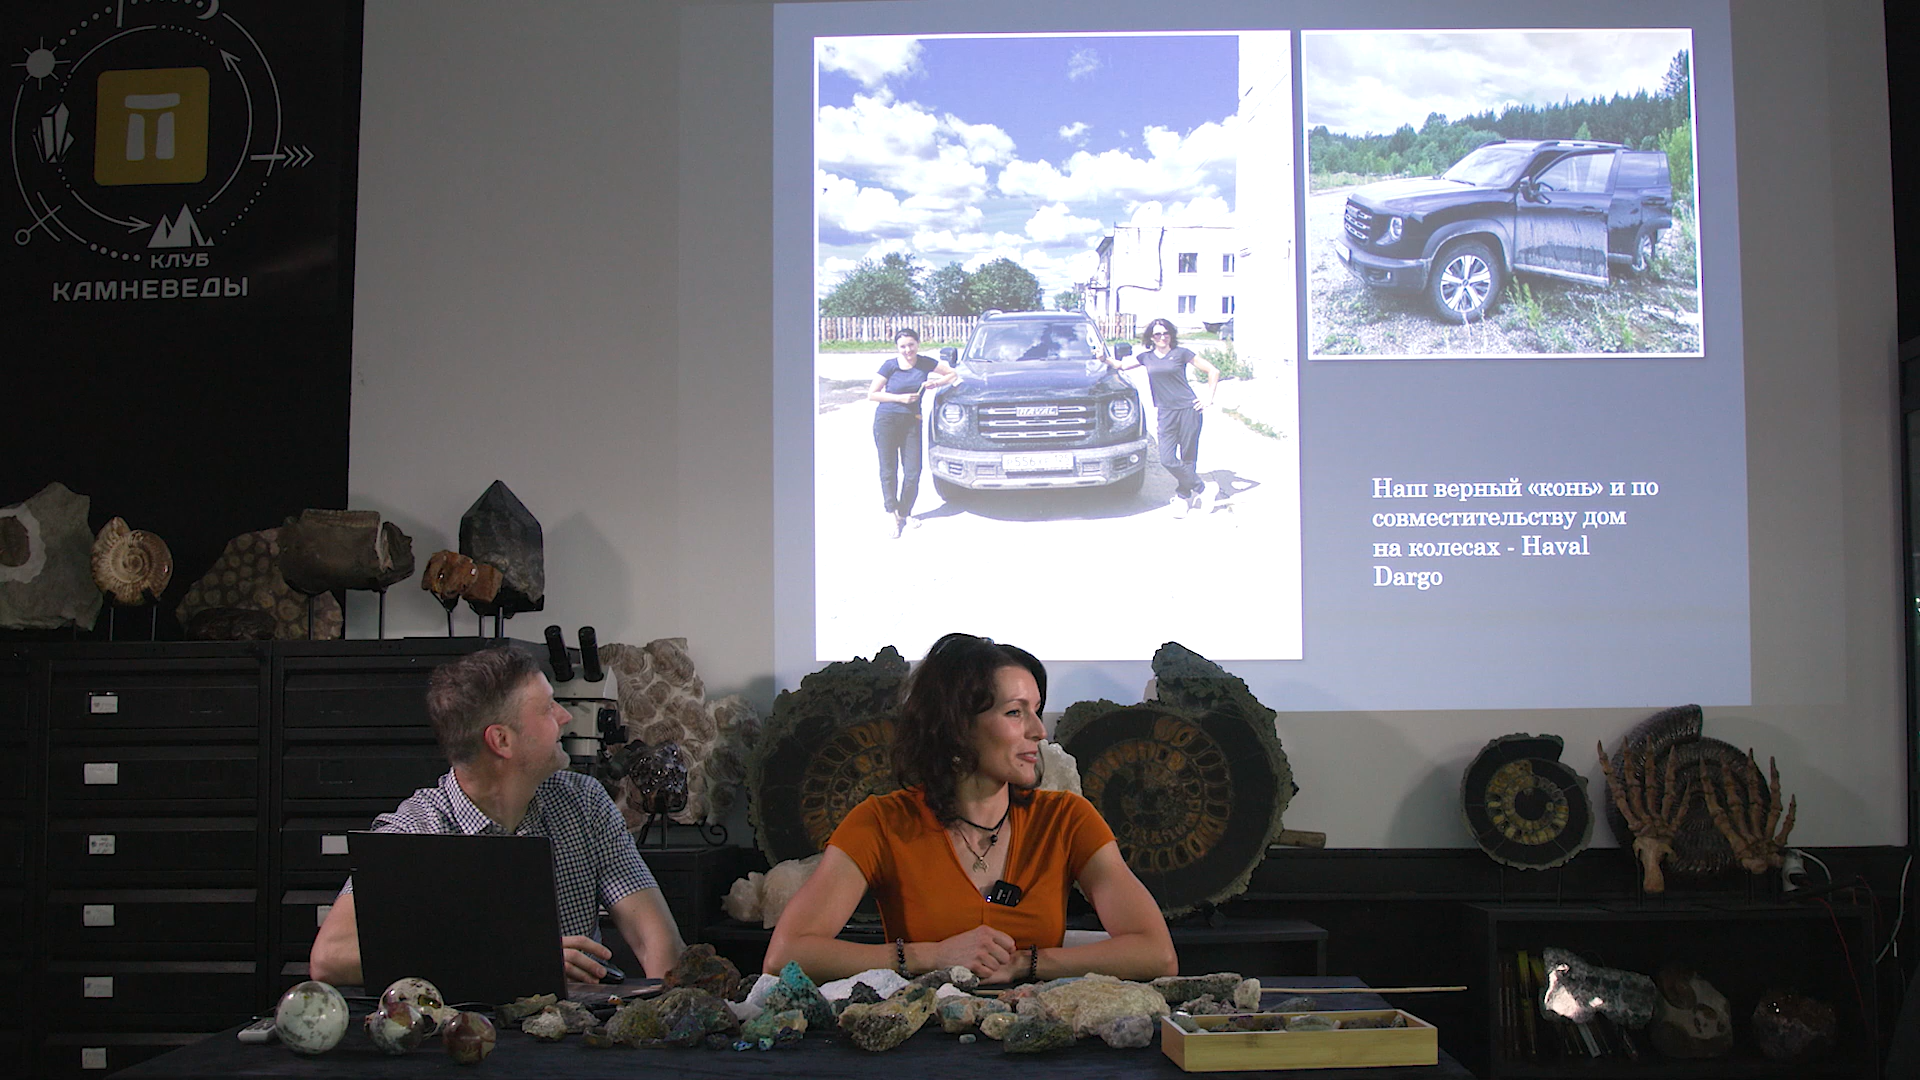 КЛУБ
КАМНЕВЕДЫ
HAVAL
Наш верный «конь» и по
совместительству дом
на колесах - Haval
Dargo